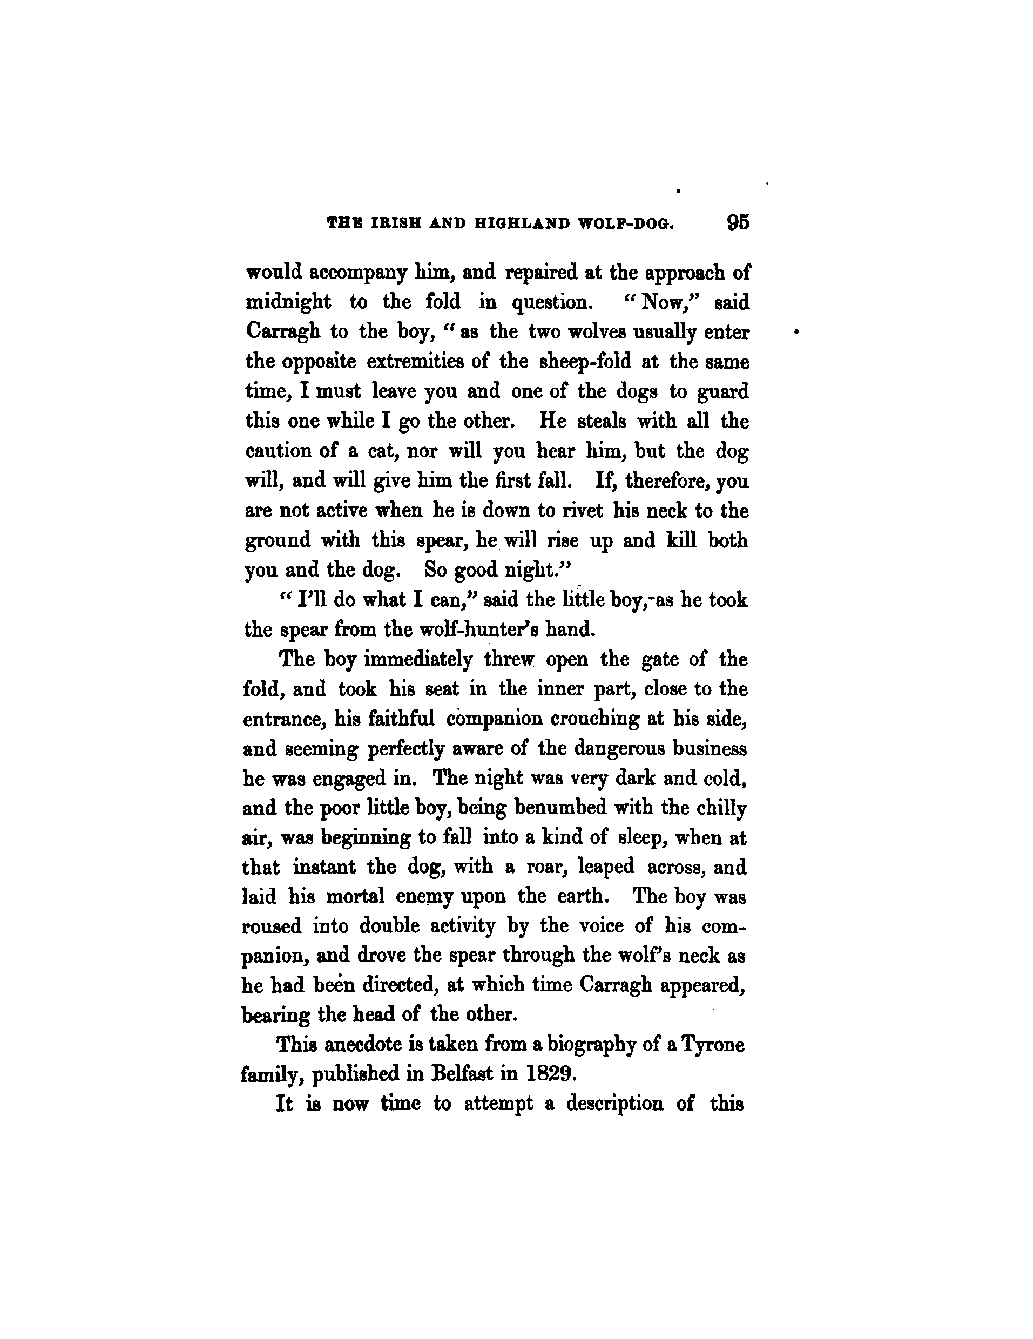 THE IRISH AND HIGHLAND WOLF-DOG. 95
would accompany him, and repaired at the approach of
midnight to the fold in question. “Now,” said
Carragh to the boy, “as the two wolves usually enter
the opposite extremities of the sheep-fold at the same
time, I must leave you and one of the dogs to guard
this one while I go the other. He steals with all the
caution of a cat, nor will you hear him, but the dog
will, and will give him the first fall. If, therefore, you
are not active when he is down to rivet his neck to the
ground with this spear, he will rise up and kill both
you and the dog. So good night.”
“I’ll do what I can,” said the little boy, as he took
the spear from the wolf-hunter’s hand.
The boy immediately threw open the gate of the
fold, and took his seat in the inner part, close to the
entrance, his faithful companion crouching at his side,
and seeming perfectly aware of the dangerous business
he was engaged in. The night was very dark and cold,
and the poor little boy, being benumbed with the chilly
air, was beginning to fall into a kind of sleep, when at
that instant the dog, with a roar, leaped across, and
laid his mortal enemy upon the earth. The boy was
roused into double activity by the voice of his com-
panion, and drove the spear through the wolf’s neck as
he had been directed, at which time Carragh appeared,
bearing the head of the other.
This anecdote is taken from a biography of a Tyrone
family, published in Belfast in 1829.
It is now time to attempt a description of this